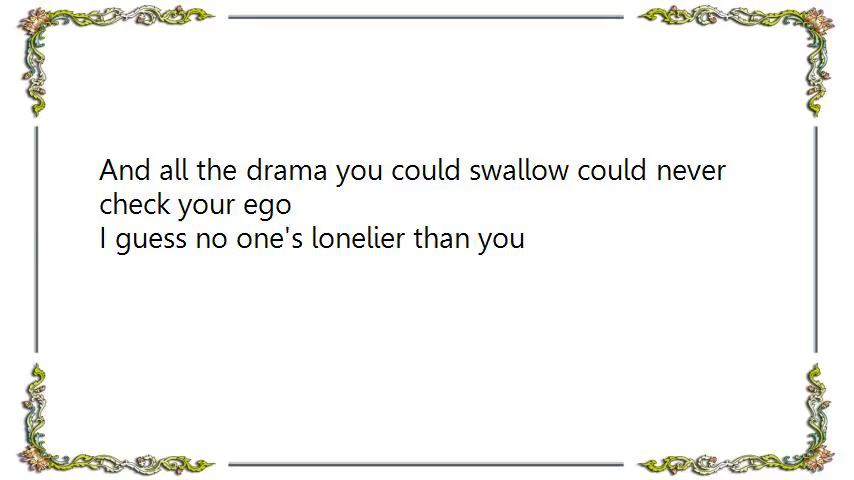 And all the drama you could swallow could never
check your ego
I guess no one's lonelier than you